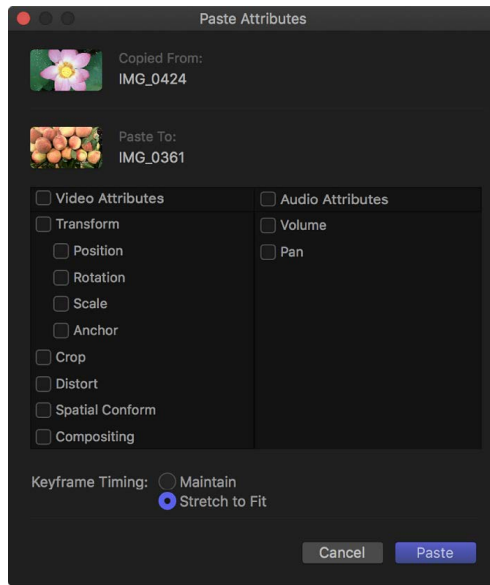 Paste Attributes
Copied From:
IMG_0424
Paste To:
IMG_0361
Video Attributes
Transform
Position
Rotation
Scale
Anchor
Crop
Distort
Spatial Conform
Compositing
Audio Attributes
Volume
Pan
Keyframe Timing: Maintain
Stretch to Fit
Cancel Paste